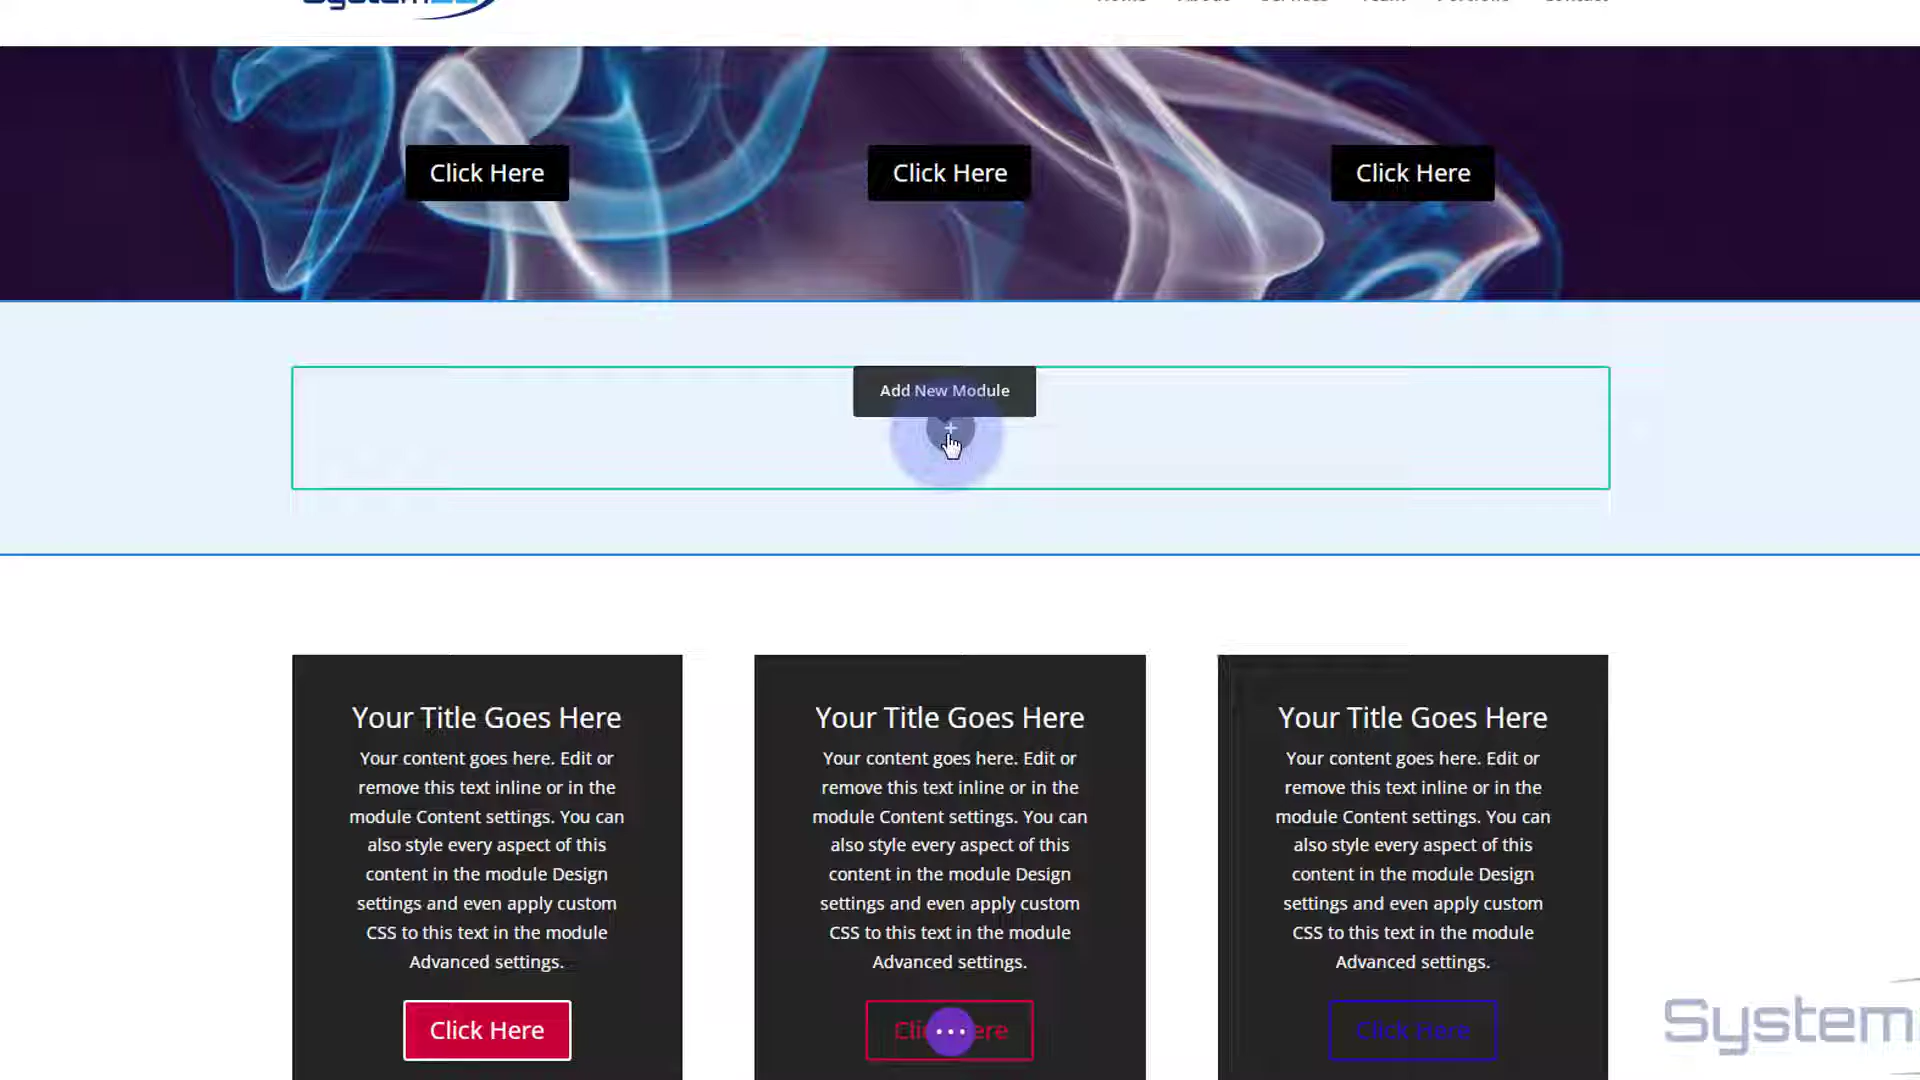 Home About Services Team Portfolio Contact
Click Here
Click Here
Click Here
Add New Module
Your Title Goes Here
Your content goes here. Edit or
remove this text inline or in the
module Content settings. You can
also style every aspect of this
content in the module Design
settings and even apply custom
CSS to this text in the module
Advanced settings.
Click Here
Your Title Goes Here
Your content goes here. Edit or
remove this text inline or in the
module Content settings. You can
also style every aspect of this
content in the module Design
settings and even apply custom
CSS to this text in the module
Advanced settings.
Your Title Goes Here
Your content goes here. Edit or
remove this text inline or in the
module Content settings. You can
also style every aspect of this
content in the module Design
settings and even apply custom
CSS to this text in the module
Advanced settings.
Click Here
System